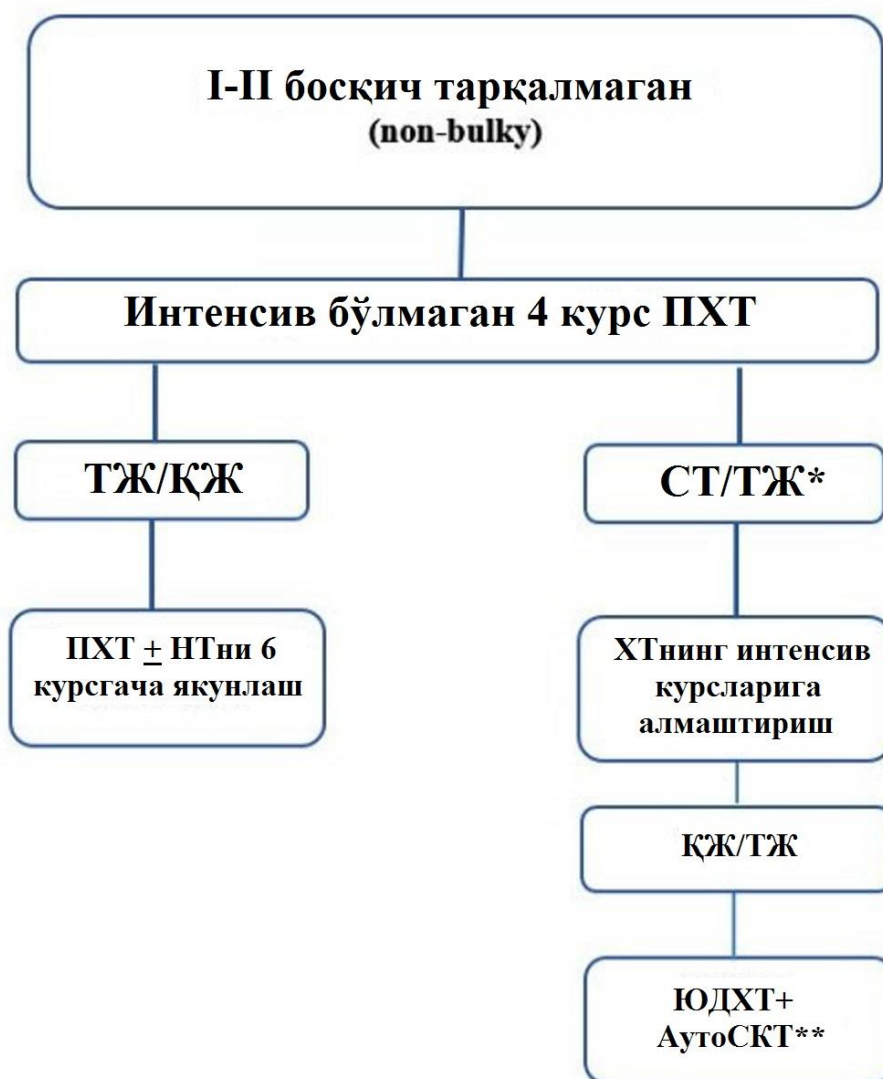 I-II босқич тарқалмаган
(non-bulky)
Интенсив бўлмаган 4 курс ПХТ
ТЖ/ҚЖ
СТ/ТЖ*
ПХТ ± НТни 6
курсгача якунлаш
ХТнинг интенсив
курсларига
алмаштириш
ҚЖ/ТЖ
ЮДХТ+
АутоСКТ**